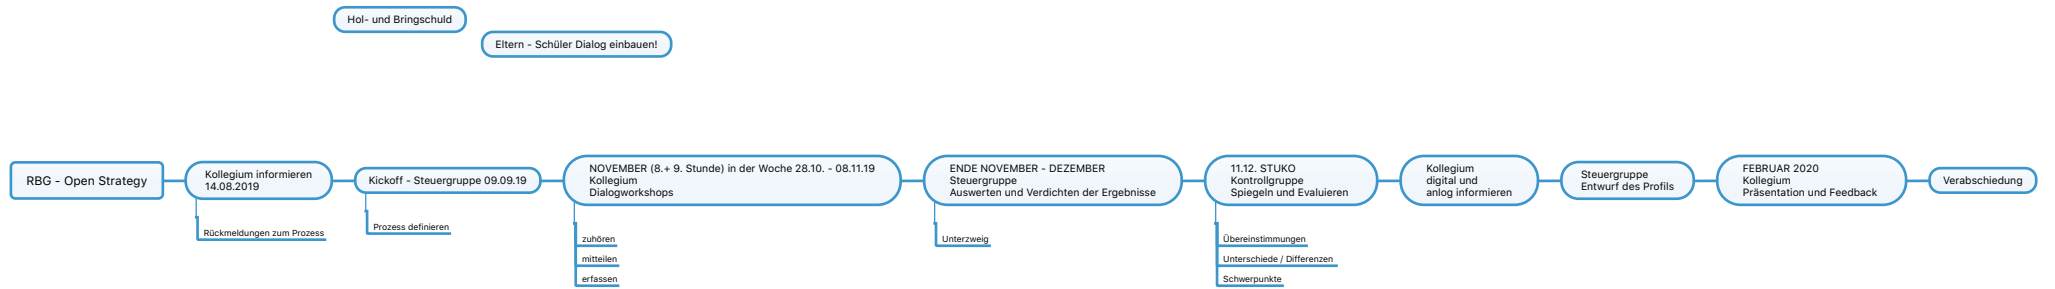 Hol- und Bringschuld
Eltern - Schüler Dialog einbauen!
RBG - Open Strategy
Kollegium informieren
14.08.2019
Rückmeldungen zum Prozess
Kickoff - Steuergruppe 09.09.19
Prozess definieren
NOVEMBER (8.+ 9. Stunde) in der Woche 28.10. - 08.11.19
Kollegium
Dialogworkshops
zuhören
mitteilen
erfassen
ENDE NOVEMBER - DEZEMBER
Steuergruppe
Auswerten und Verdichten der Ergebnisse
Unterzweig
11.12. STUKO
Kontrollgruppe
Spiegeln und Evaluieren
Übereinstimmungen
Unterschiede / Differenzen
Schwerpunkte
Kollegium
digital und
anlog informieren
Steuergruppe
Entwurf des Profils
FEBRUAR 2020
Kollegium
Präsentation und Feedback
Verabschiedung